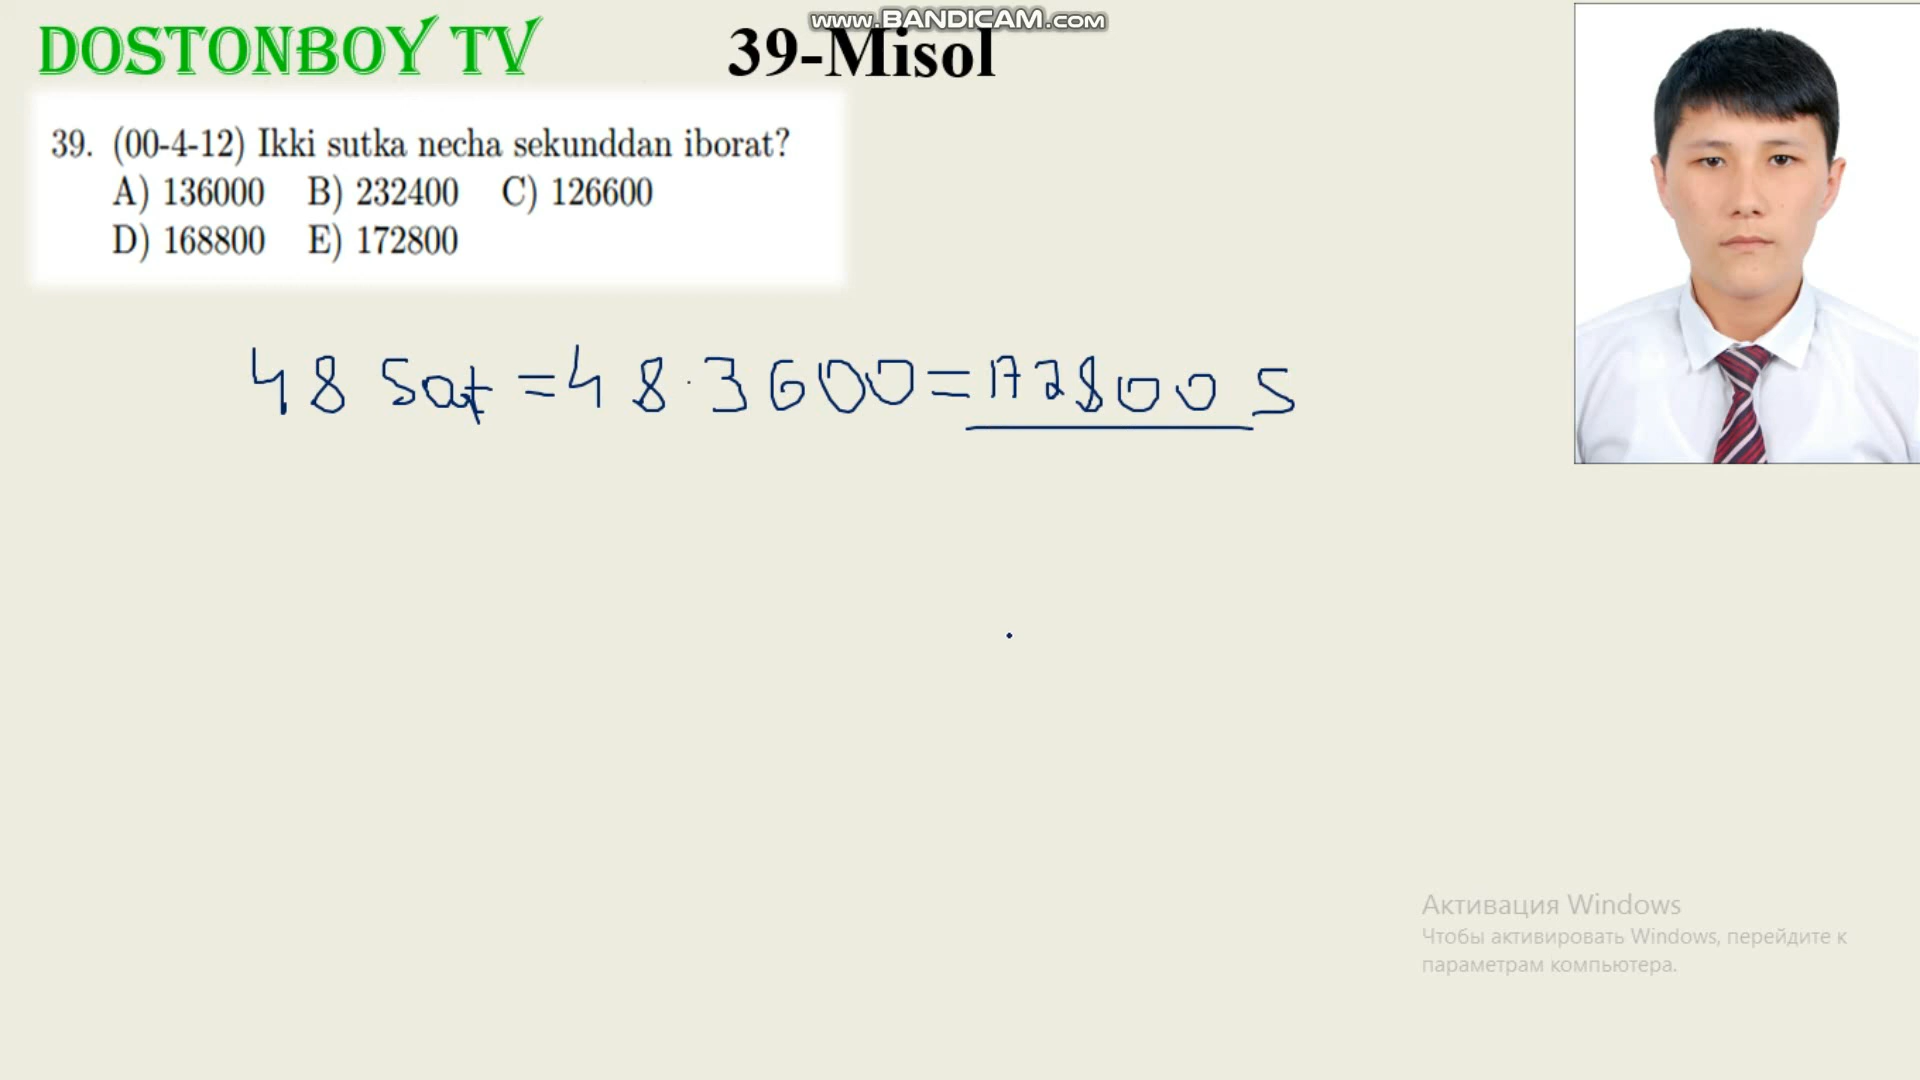 www.BANDICAM.com
DOSTONBOY TV
39-Misol
39. (00-4-12) Ikki sutka necha sekunddan iborat?
A) 136000 B) 232400 C) 126600
D) 168800 E) 172800
48 soat = 48 · 3600 = 172800 s
Активация Windows
Чтобы активировать Windows, перейдите к
параметрам компьютера.